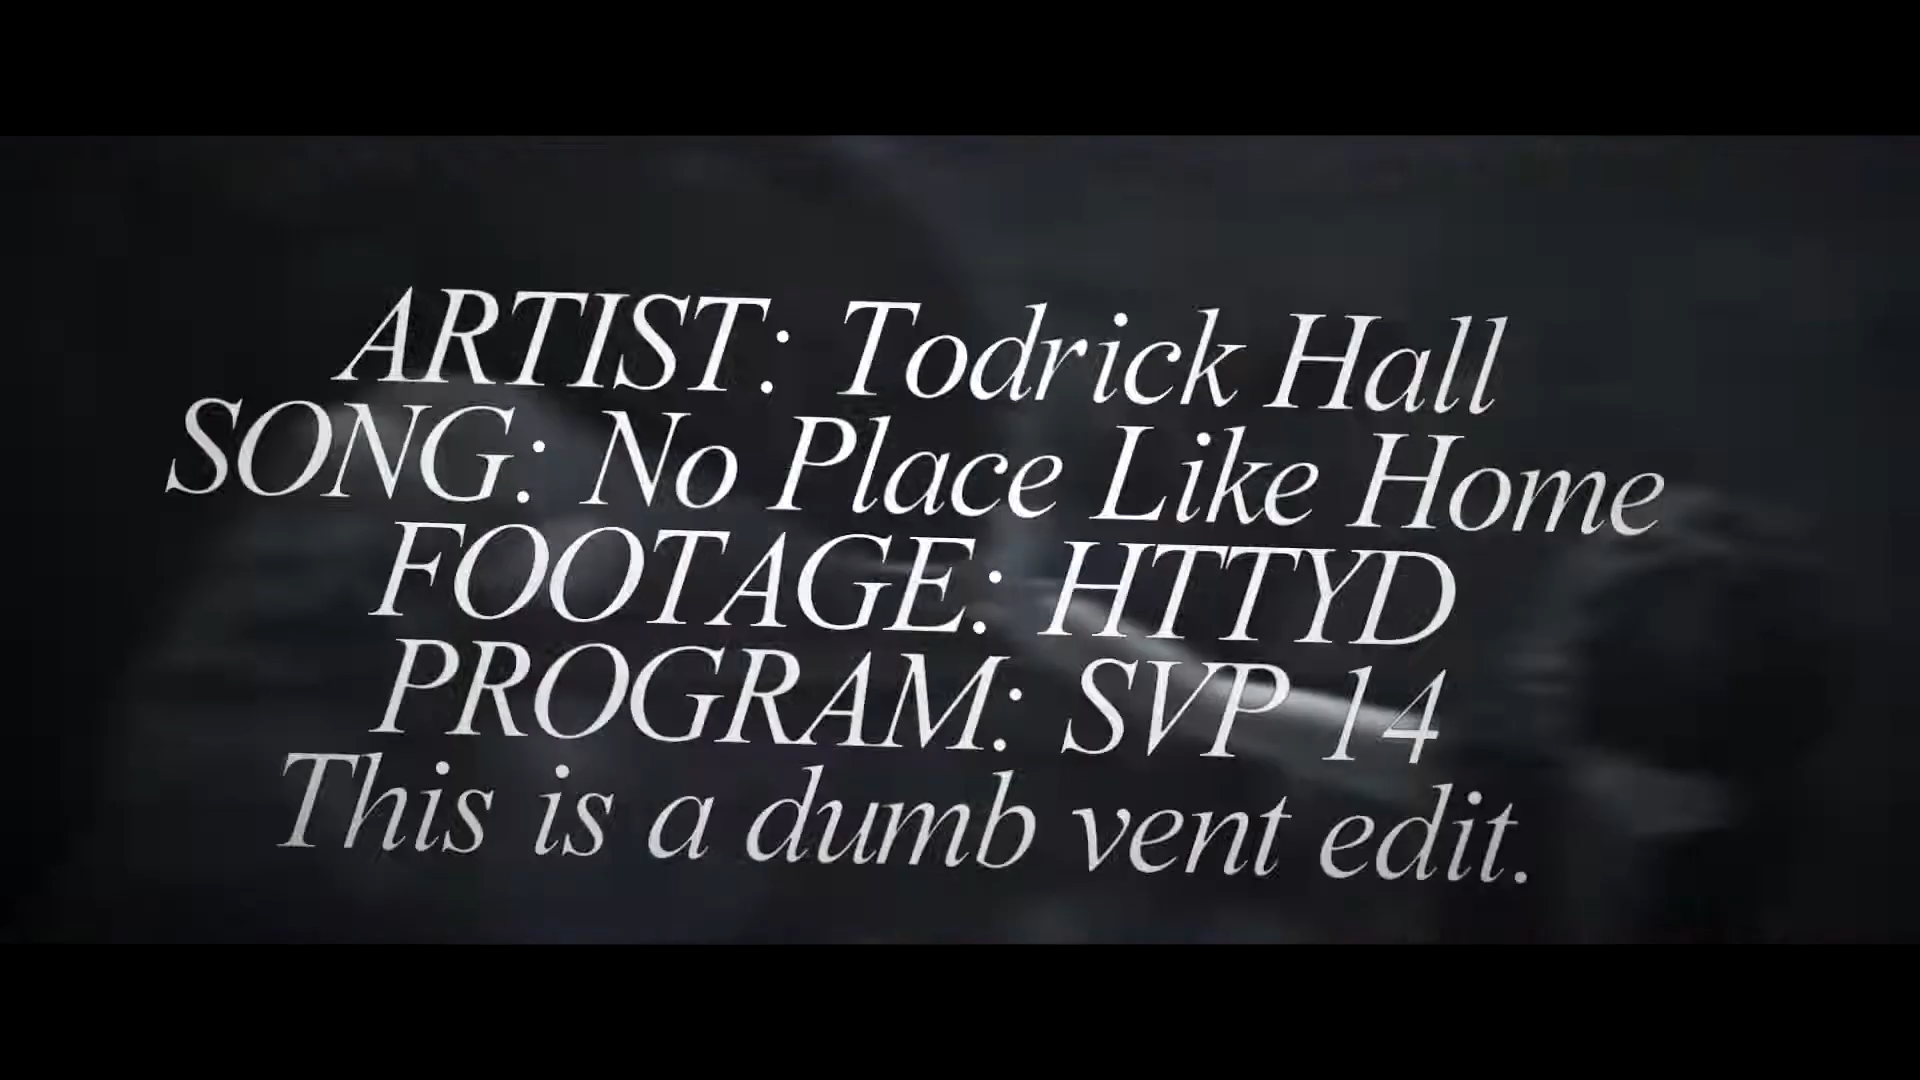 ARTIST: Todrick Hall
SONG: No Place Like Home
FOOTAGE: HTTYD
PROGRAM: SVP 14
This is a dumb vent edit.